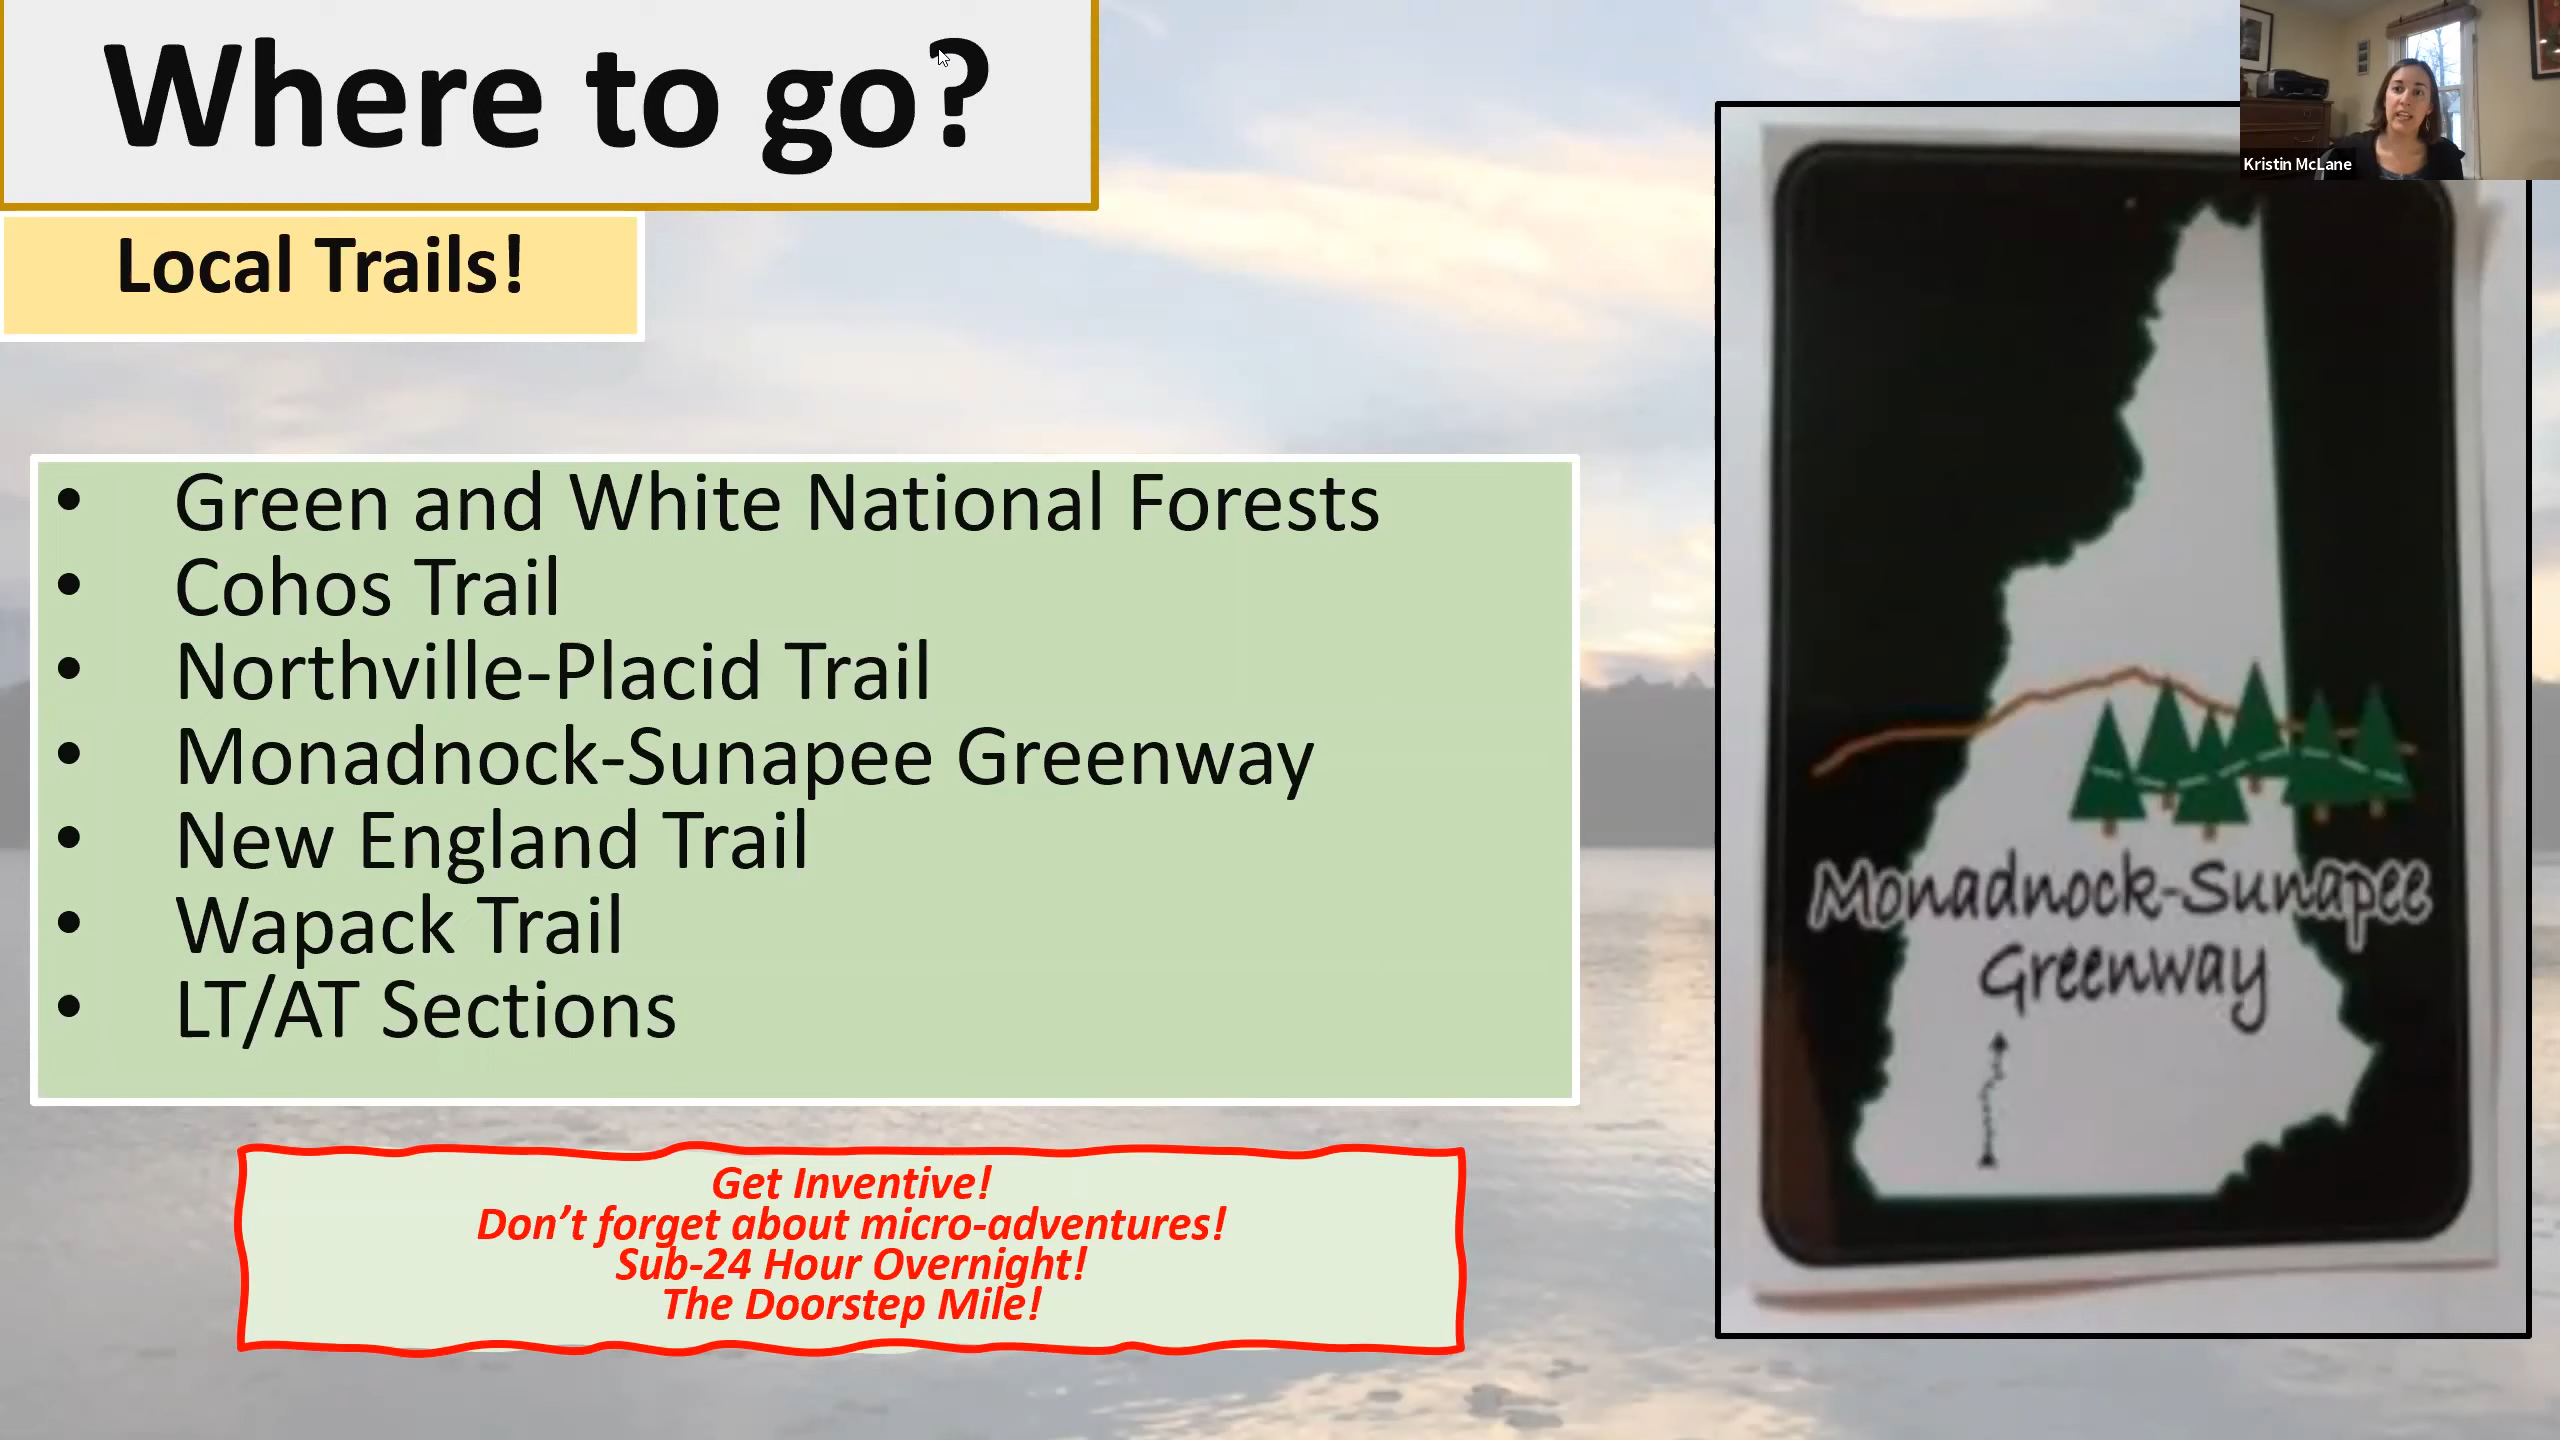 Where to go?
Kristin McLane
Local Trails!
• Green and White National Forests
• Cohos Trail
• Northville-Placid Trail
• Monadnock-Sunapee Greenway
• New England Trail
• Wapack Trail
• LT/AT Sections
Monadnock-Sunapee
Greenway
Get Inventive!
Don’t forget about micro-adventures!
Sub-24 Hour Overnight!
The Doorstep Mile!